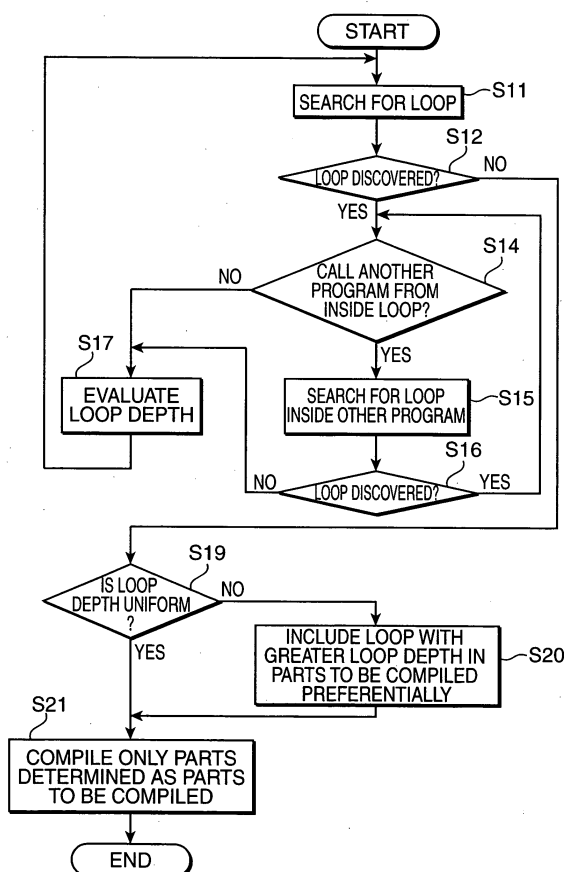 START
SEARCH FOR LOOP
S11
S12
LOOP DISCOVERED?
NO
YES
S14
CALL ANOTHER
PROGRAM FROM
INSIDE LOOP?
NO
YES
S17
EVALUATE
LOOP DEPTH
SEARCH FOR LOOP
INSIDE OTHER PROGRAM
S15
S16
LOOP DISCOVERED?
NO
YES
S19
IS LOOP
DEPTH UNIFORM
?
NO
YES
INCLUDE LOOP WITH
GREATER LOOP DEPTH IN
PARTS TO BE COMPILED
PREFERENTIALLY
S20
S21
COMPILE ONLY PARTS
DETERMINED AS PARTS
TO BE COMPILED
END